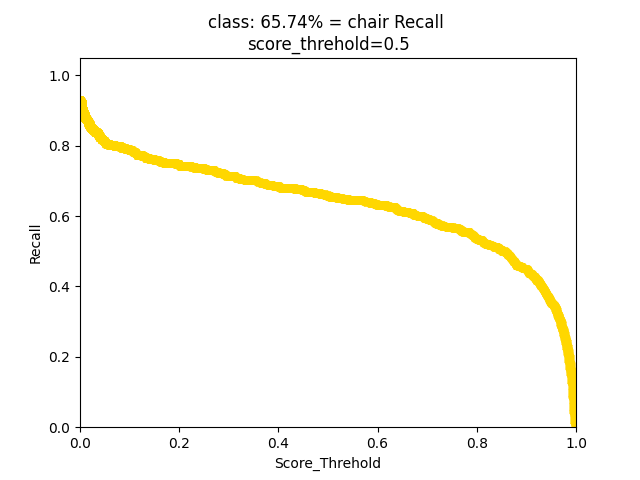 class: 65.74% = chair Recall
score_threhold=0.5
1.0
0.8
0.6
0.4
0.2
0.0
Recall
0.0 0.2 0.4 0.6 0.8 1.0
Score_Threhold